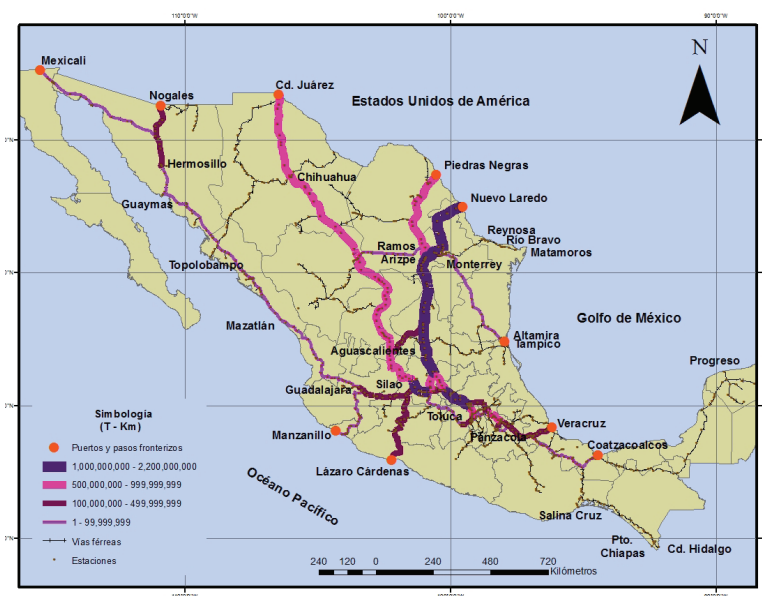 110°0'0"W
100°0'0"W
90°0'0"W
N
Mexicali
Nogales
Cd. Juárez
Estados Unidos de América
Hermosillo
Chihuahua
Piedras Negras
Nuevo Laredo
Guaymas
Reynosa
Río Bravo
Matamoros
Ramos
Arizpe
Monterrey
Topolobampo
Golfo de México
Mazatlán
Altamira
Tampico
Aguascalientes
Progreso
Guadalajara
Silao
Toluca
Panzacola
Veracruz
Manzanillo
Coatzacoalcos
Lázaro Cárdenas
Océano Pacífico
Salina Cruz
Pto.
Chiapas
Cd. Hidalgo
Simbología
(T - Km)
Puertos y pasos fronterizos
1,000,000,000 - 2,200,000,000
500,000,000 - 999,999,999
100,000,000 - 499,999,999
1 - 99,999,999
Vías férreas
Estaciones
240 120 0 240 480 720
Kilómetros